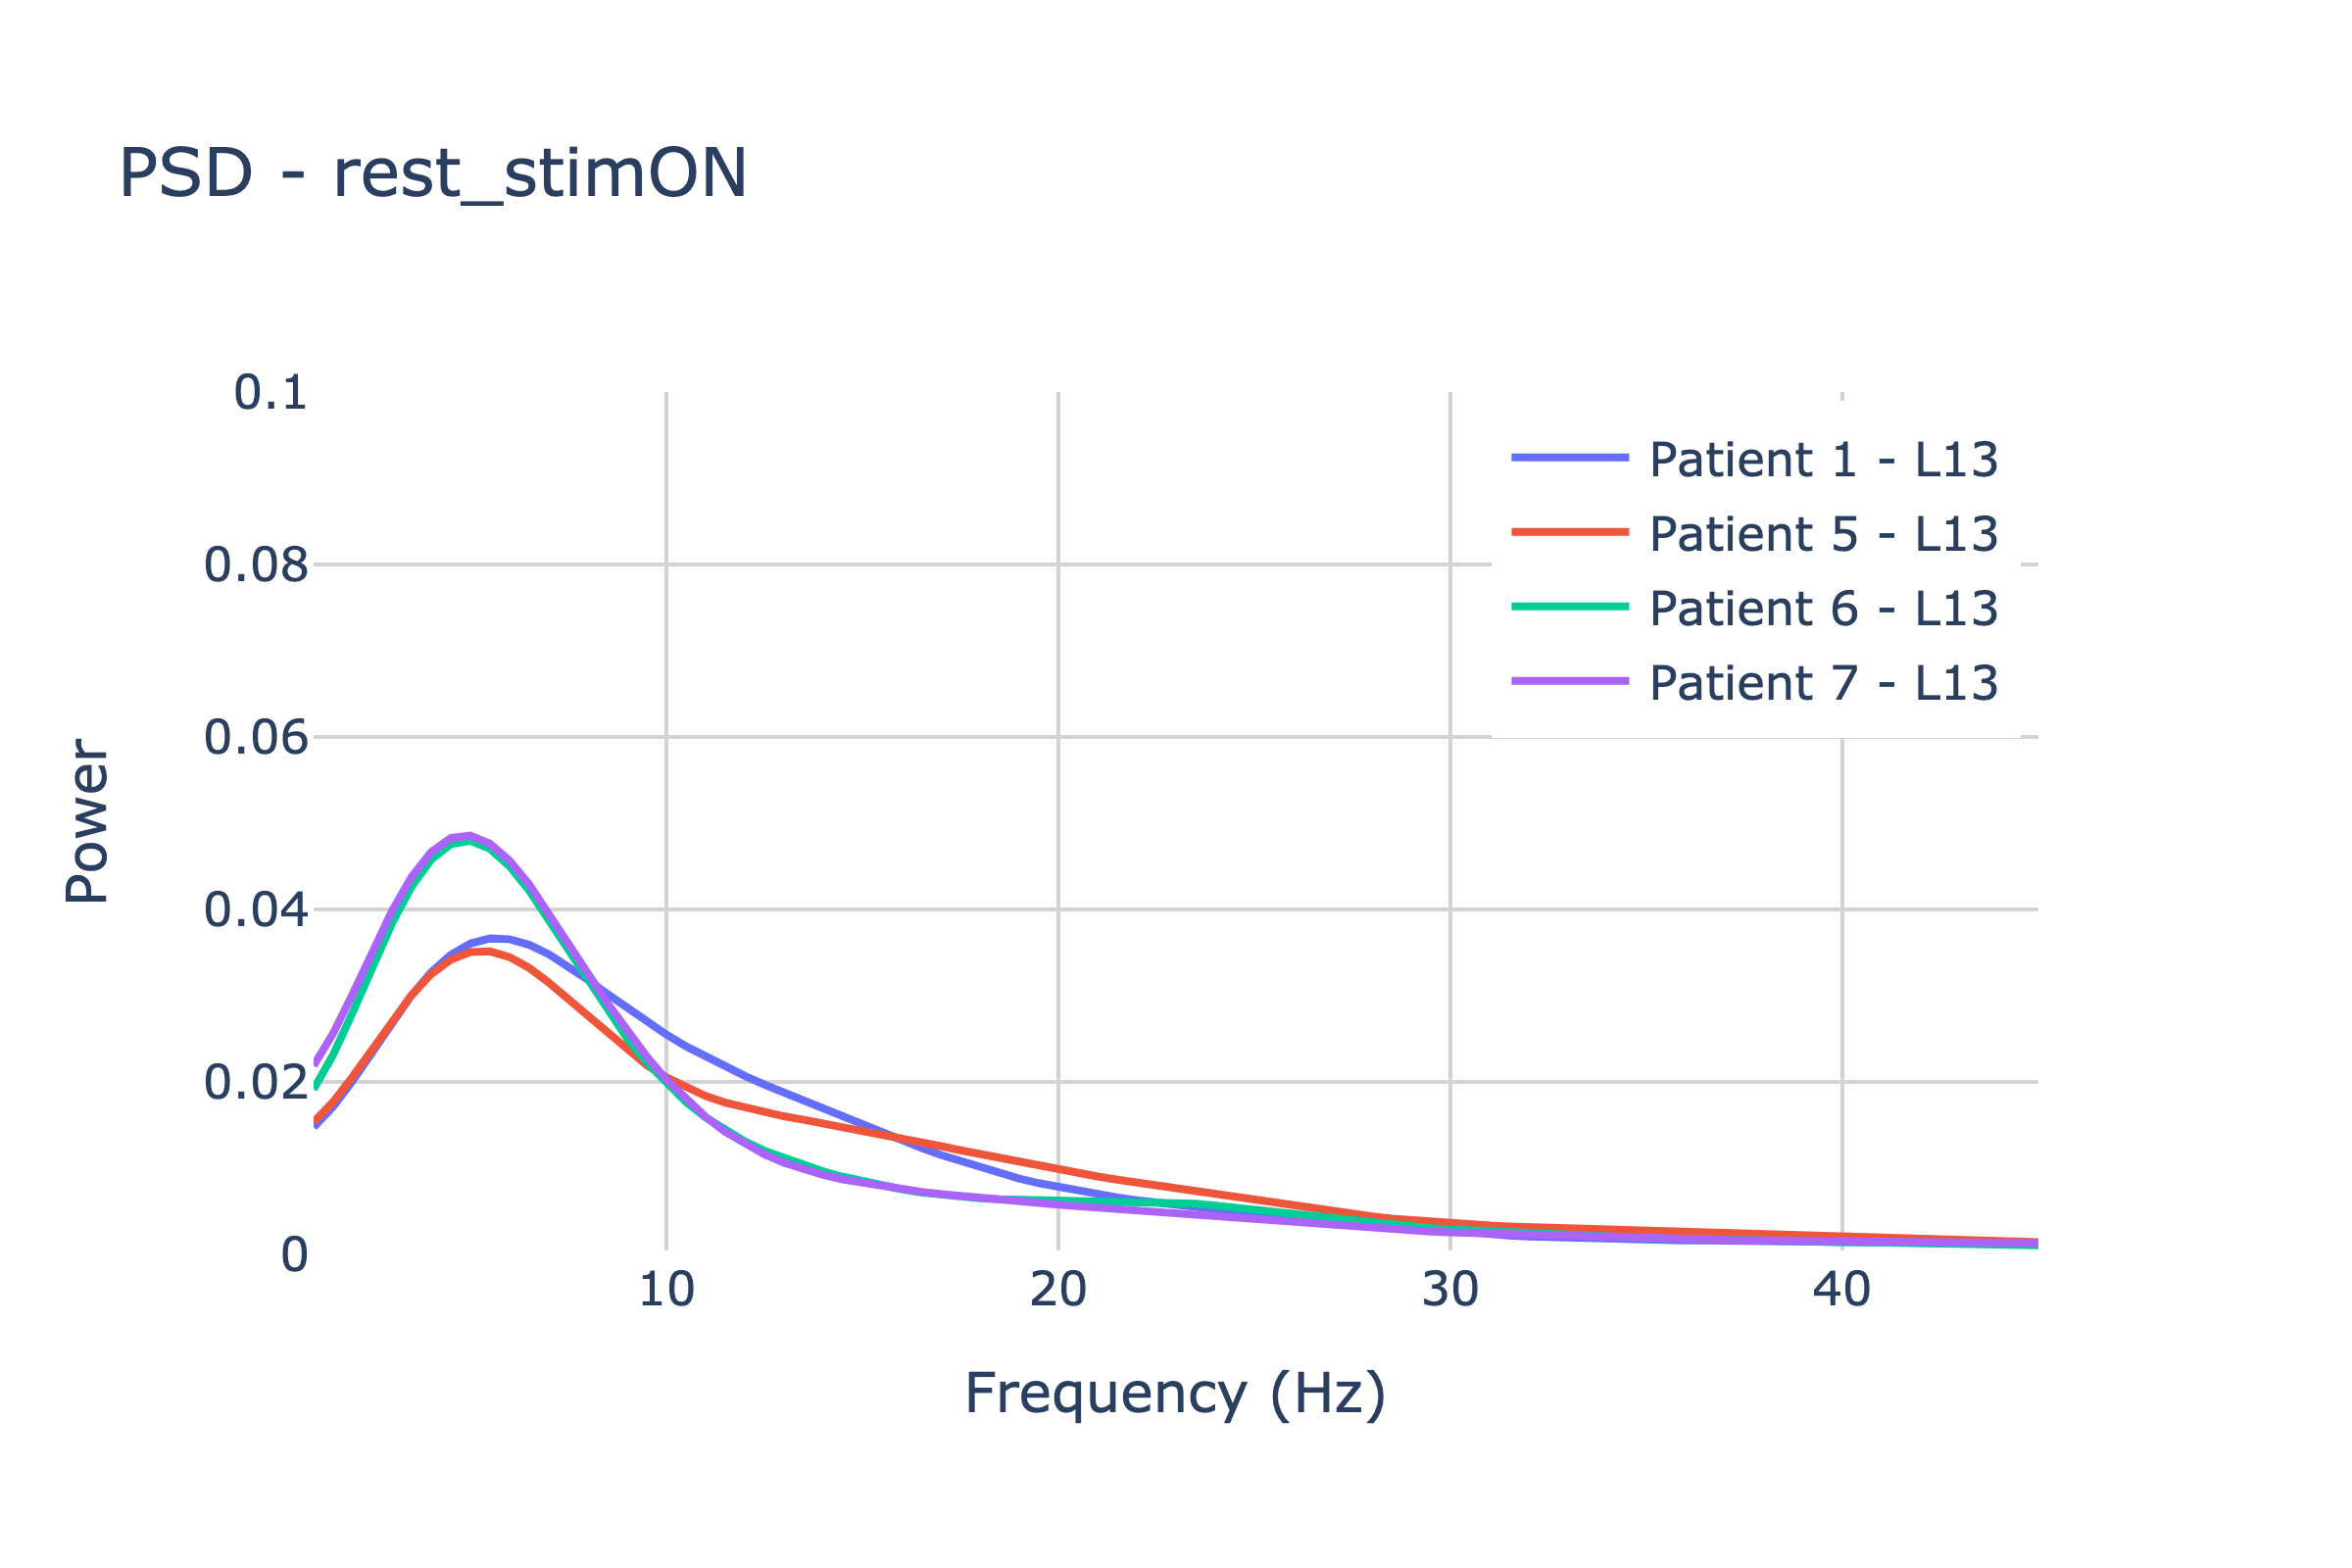 PSD - rest_stimON
0.1
0.08
0.06
0.04
0.02
0
Power
10 20 30 40
Frequency (Hz)
Patient 1 - L13
Patient 5 - L13
Patient 6 - L13
Patient 7 - L13